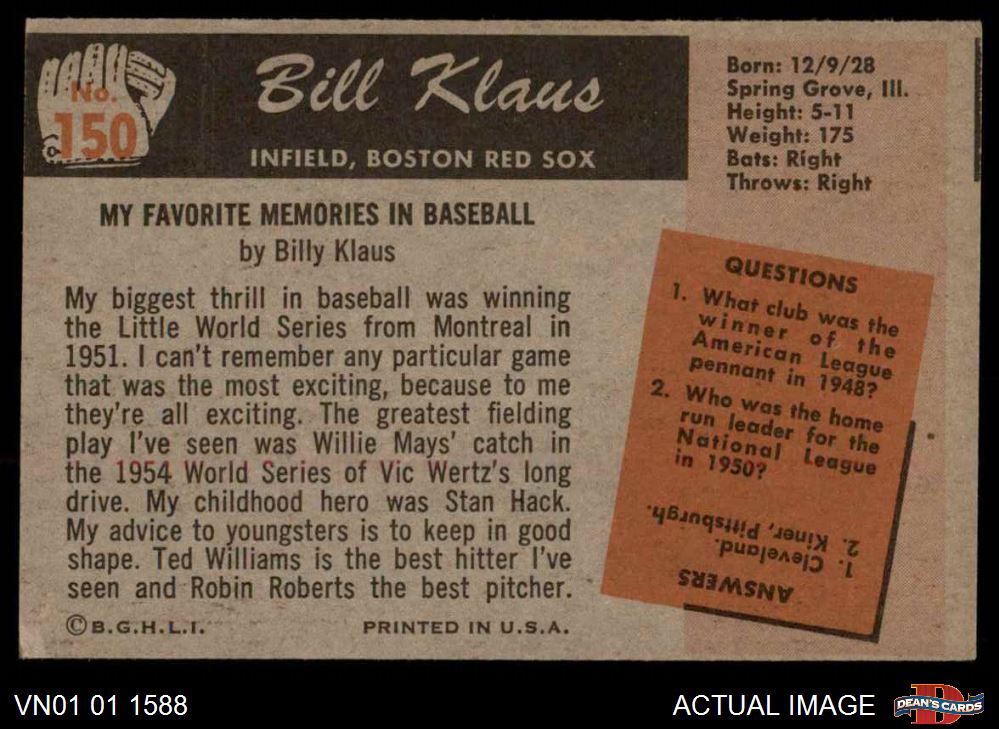 No.
150
Bill Klaus
INFIELD, BOSTON RED SOX
Born: 12/9/28
Spring Grove, Ill.
Height: 5-11
Weight: 175
Bats: Right
Throws: Right
MY FAVORITE MEMORIES IN BASEBALL
by Billy Klaus
My biggest thrill in baseball was winning
the Little World Series from Montreal in
1951. I can't remember any particular game
that was the most exciting, because to me
they're all exciting. The greatest fielding
play I've seen was Willie Mays' catch in
the 1954 World Series of Vic Wertz's long
drive. My childhood hero was Stan Hack.
My advice to youngsters is to keep in good
shape. Ted Williams is the best hitter I've
seen and Robin Roberts the best pitcher.
©B.G.H.L.I.
PRINTED IN U.S.A.
QUESTIONS
1. What club was the
winner of the
American League
pennant in 1948?
2. Who was the home
run leader for the
National League
in 1950?
ANSWERS
1. Cleveland.
2. Kiner, Pittsburgh.
VN01 01 1588
ACTUAL IMAGE
D
DEAN'S CARDS